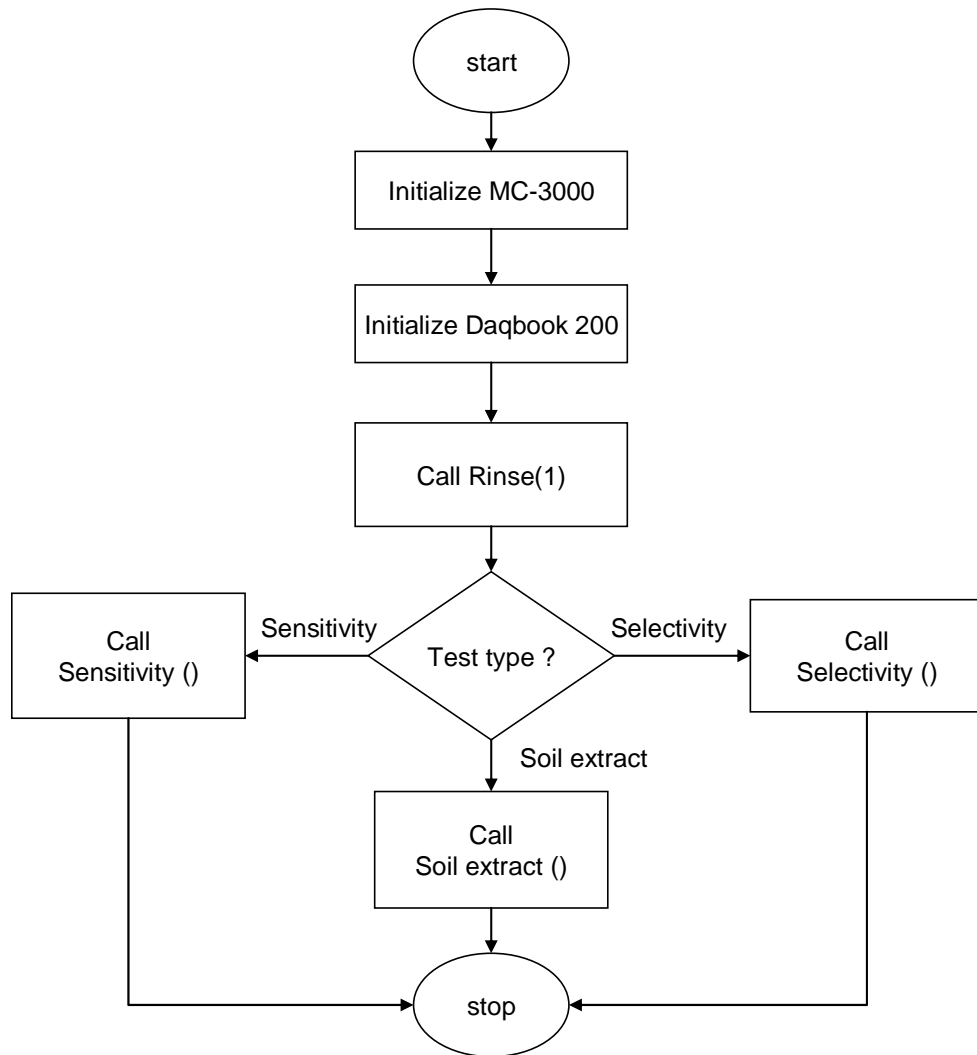 start
Initialize MC-3000
Initialize Daqbook 200
Call Rinse(1)
Test type ?
Sensitivity
Call
Sensitivity ()
Selectivity
Call
Selectivity ()
Soil extract
Call
Soil extract ()
stop